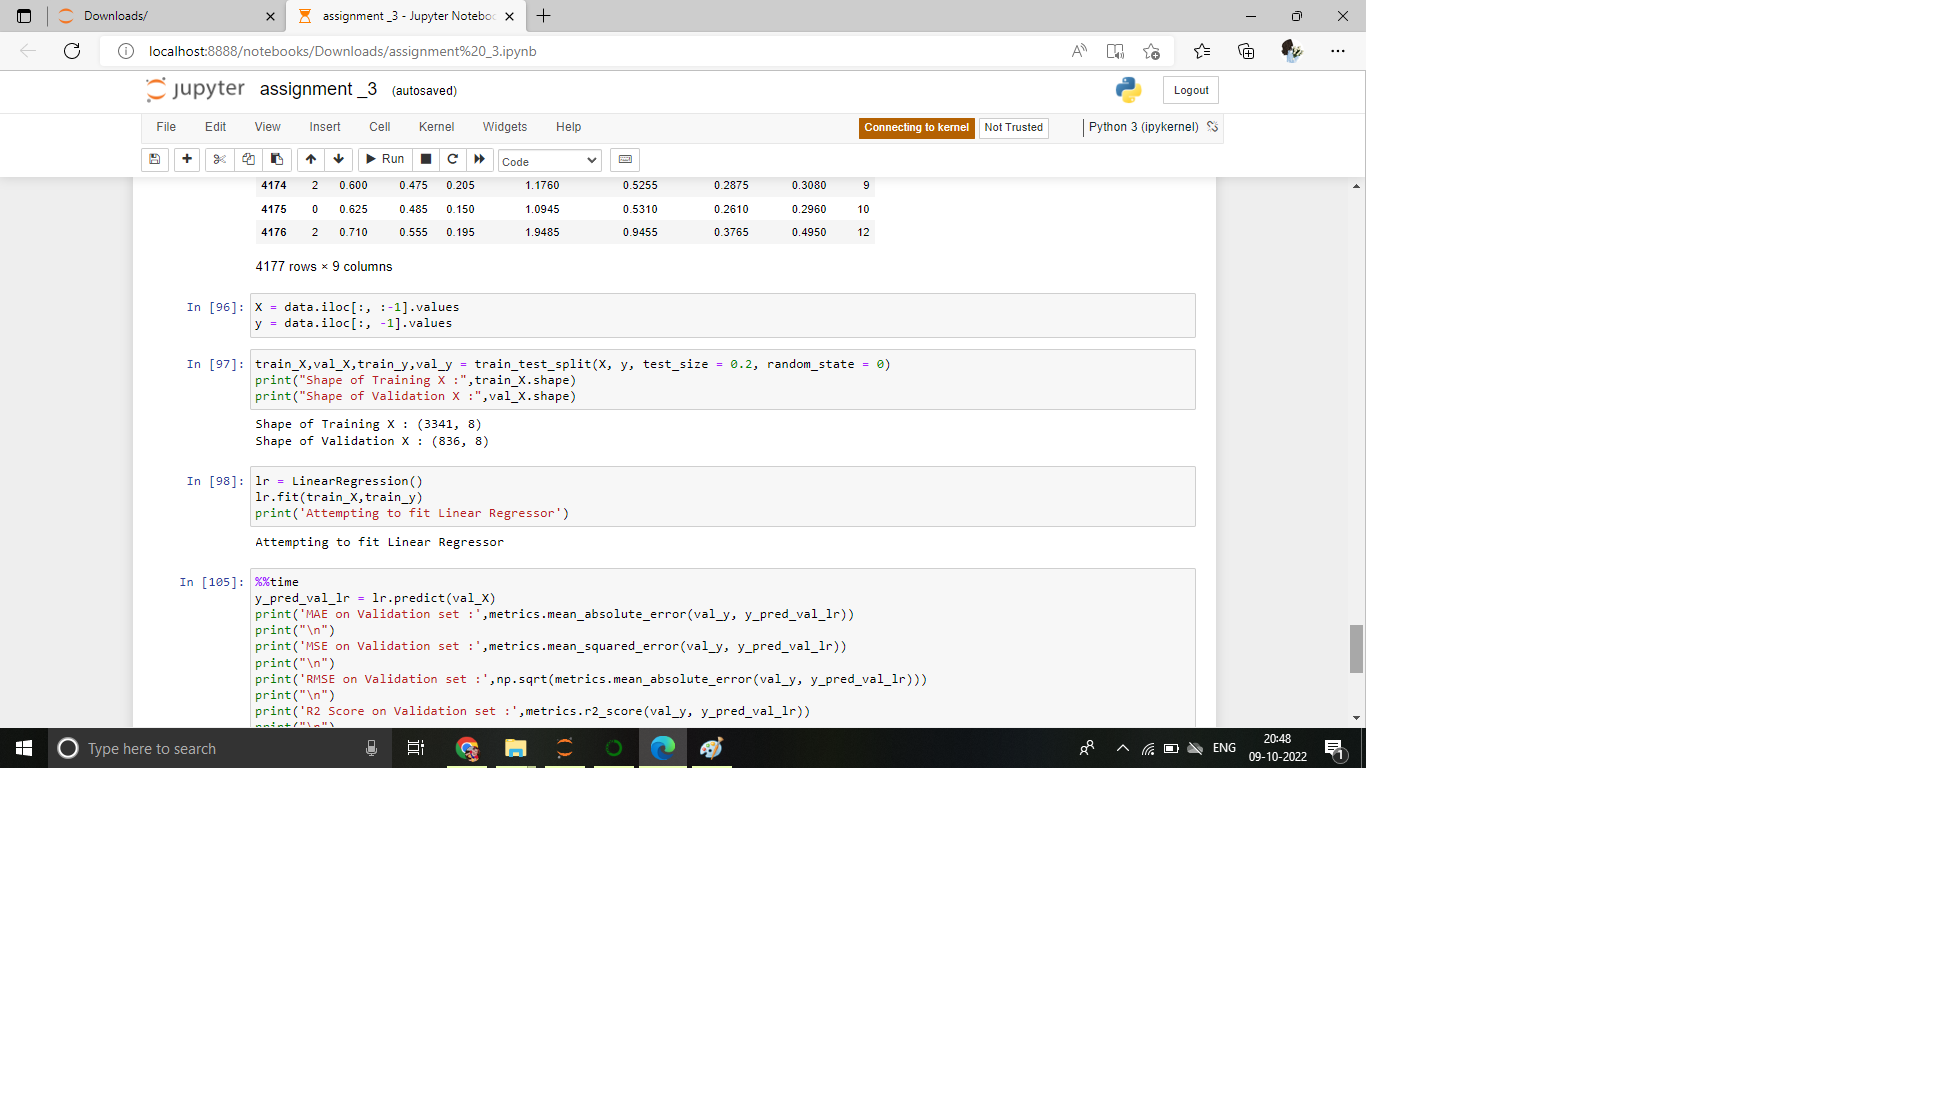 Downloads/
assignment _3 - Jupyter Noteboo
localhost:8888/notebooks/Downloads/assignment%20_3.ipynb
jupyter assignment _3 (autosaved)
Logout
File Edit View Insert Cell Kernel Widgets Help
Connecting to kernel Not Trusted Python 3 (ipykernel)
Run Code
4174 2 0.600 0.475 0.205 1.1760 0.5255 0.2875 0.3080 9
4175 0 0.625 0.485 0.150 1.0945 0.5310 0.2610 0.2960 10
4176 2 0.710 0.555 0.195 1.9485 0.9455 0.3765 0.4950 12
4177 rows × 9 columns
In [96]: X = data.iloc[:, :-1].values
y = data.iloc[:, -1].values
In [97]: train_X,val_X,train_y,val_y = train_test_split(X, y, test_size = 0.2, random_state = 0)
print("Shape of Training X :",train_X.shape)
print("Shape of Validation X :",val_X.shape)
Shape of Training X : (3341, 8)
Shape of Validation X : (836, 8)
In [98]: lr = LinearRegression()
lr.fit(train_X,train_y)
print('Attempting to fit Linear Regressor')
Attempting to fit Linear Regressor
In [105]: %%time
y_pred_val_lr = lr.predict(val_X)
print('MAE on Validation set :',metrics.mean_absolute_error(val_y, y_pred_val_lr))
print("\n")
print('MSE on Validation set :',metrics.mean_squared_error(val_y, y_pred_val_lr))
print("\n")
print('RMSE on Validation set :',np.sqrt(metrics.mean_absolute_error(val_y, y_pred_val_lr)))
print("\n")
print('R2 Score on Validation set :',metrics.r2_score(val_y, y_pred_val_lr))
print("\n")
Type here to search
ENG
20:48
09-10-2022
1